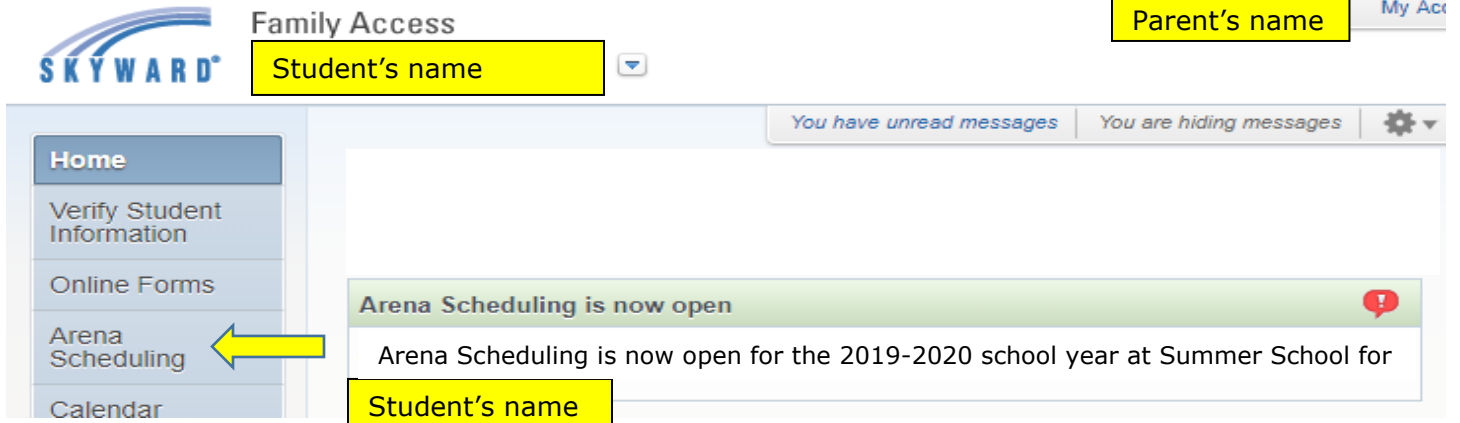 Family Access
Parent's name
My Acc
SKYWARD®
Student's name
You have unread messages
You are hiding messages
Home
Verify Student
Information
Online Forms
Arena
Scheduling
Calendar
Arena Scheduling is now open
Arena Scheduling is now open for the 2019-2020 school year at Summer School for
Student's name